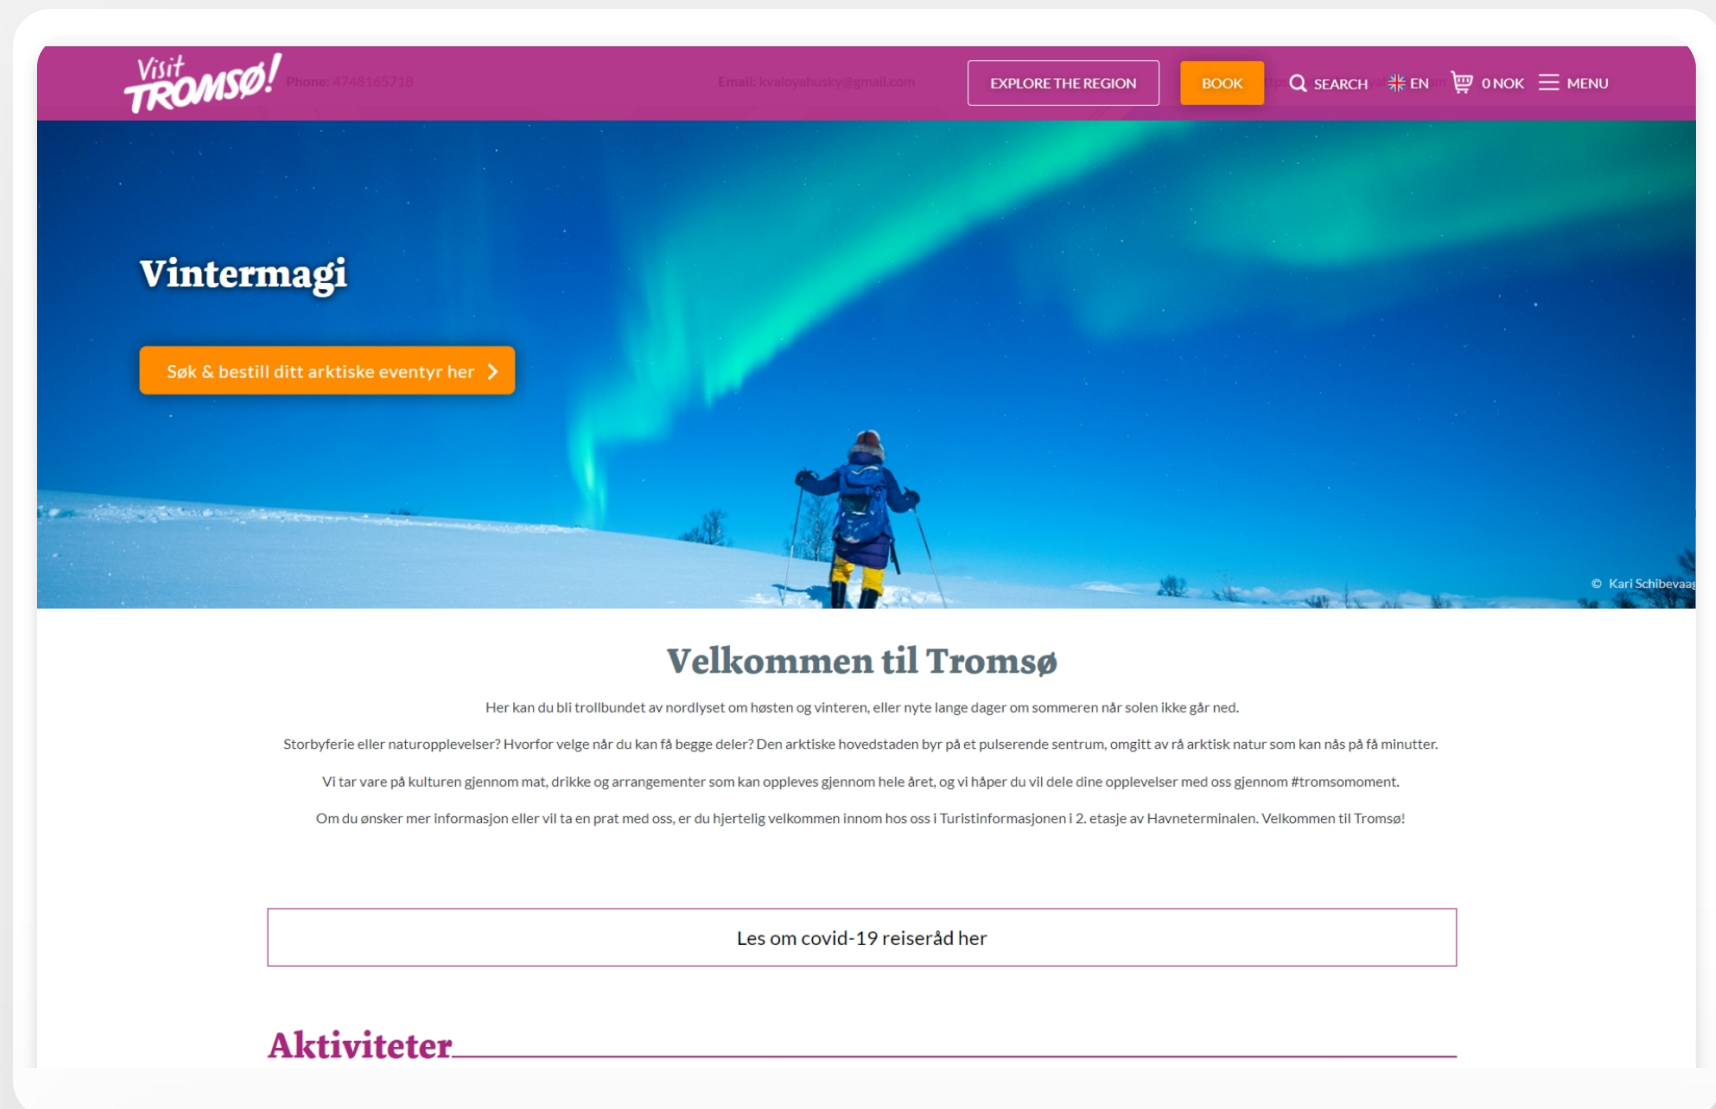 Visit
TROMSØ!
Phone: 4748165718
Email: kvaloyahusky@gmail.com
EXPLORE THE REGION
BOOK
SEARCH
EN
0 NOK
MENU
Vintermagi
Søk & bestill ditt arktiske eventyr her
© Kari Schibevaag
Velkommen til Tromsø
Her kan du bli trollbundet av nordlyset om høsten og vinteren, eller nyte lange dager om sommeren når solen ikke går ned.
Storbyferie eller naturopplevelser? Hvorfor velge når du kan få begge deler? Den arktiske hovedstaden byr på et pulserende sentrum, omgitt av rå arktisk natur som kan nås på få minutter.
Vi tar vare på kulturen gjennom mat, drikke og arrangementer som kan oppleves gjennom hele året, og vi håper du vil dele dine opplevelser med oss gjennom #tromsomoment.
Om du ønsker mer informasjon eller vil ta en prat med oss, er du hjertelig velkommen innom hos oss i Turistinformasjonen i 2. etasje av Havneterminalen. Velkommen til Tromsø!
Les om covid-19 reiseråd her
Aktiviteter